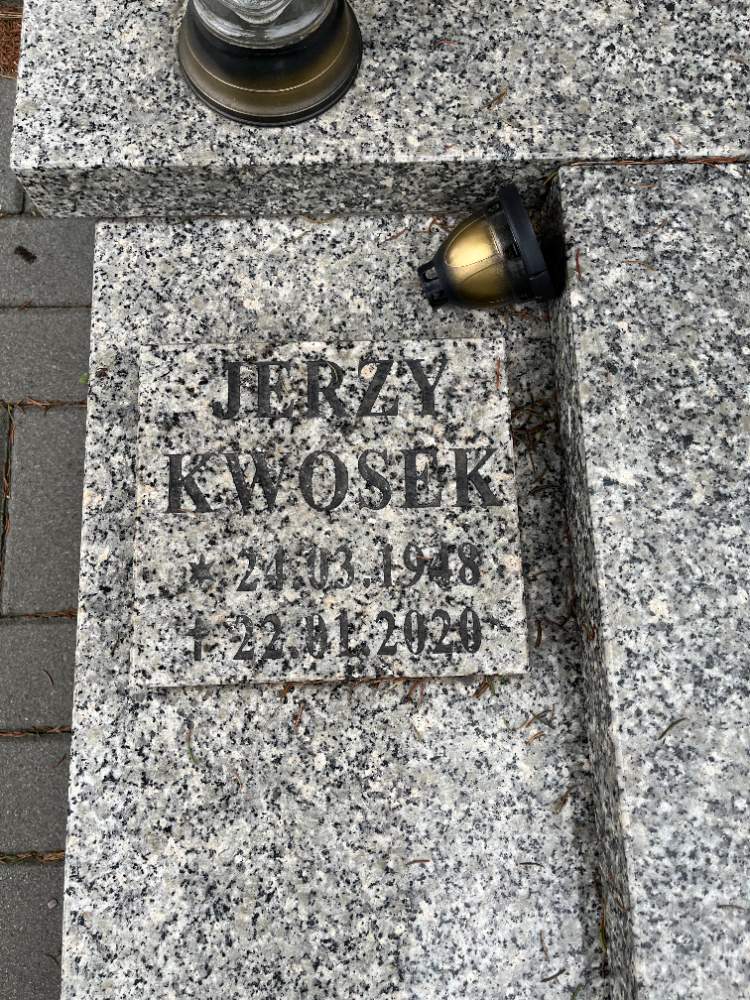 JERZY
KWOSEK
★ 24.03.1948
† 22.01.2020